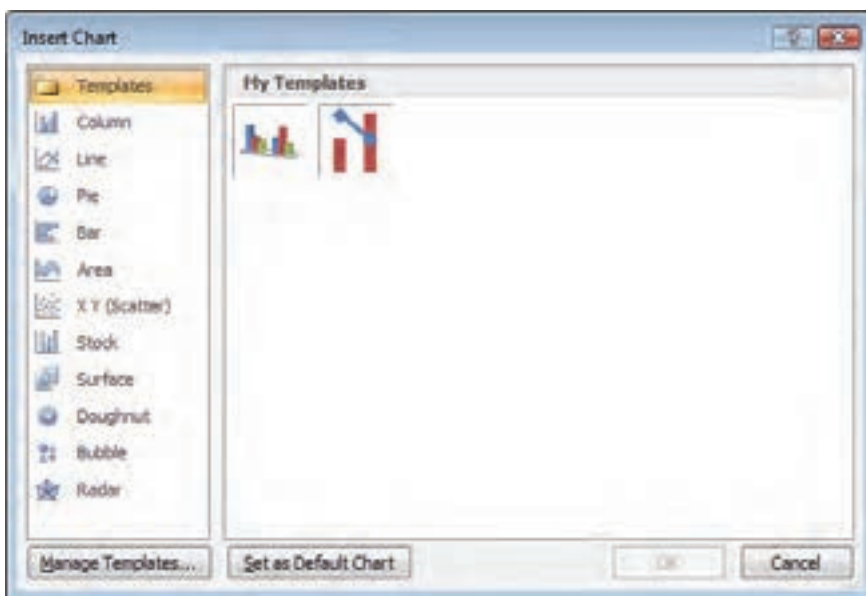 Insert Chart
Templates
Column
Line
Pie
Bar
Area
X Y (Scatter)
Stock
Surface
Doughnut
Bubble
Radar
My Templates
Manage Templates...
Set as Default Chart
OK
Cancel